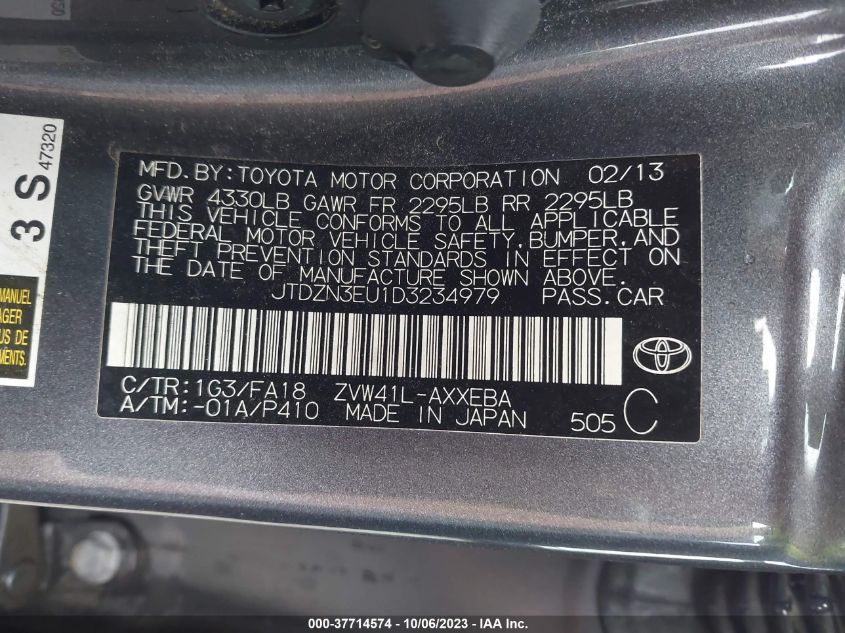 3 S 47320
MANUEL
AGER
US DE
MENTS.
MFD. BY: TOYOTA MOTOR CORPORATION 02/13
GVWR 4330LB GAWR FR 2295LB RR 2295LB
THIS VEHICLE CONFORMS TO ALL APPLICABLE
FEDERAL MOTOR VEHICLE SAFETY, BUMPER, AND
THEFT PREVENTION STANDARDS IN EFFECT ON
THE DATE OF MANUFACTURE SHOWN ABOVE.
JTDZN3EU1D3234979 PASS. CAR
C/TR: 1G3/FA18 ZVW41L-AXXEBA
A/TM: -01A/P410 MADE IN JAPAN 505 C
000-37714574 - 10/06/2023 - IAA Inc.